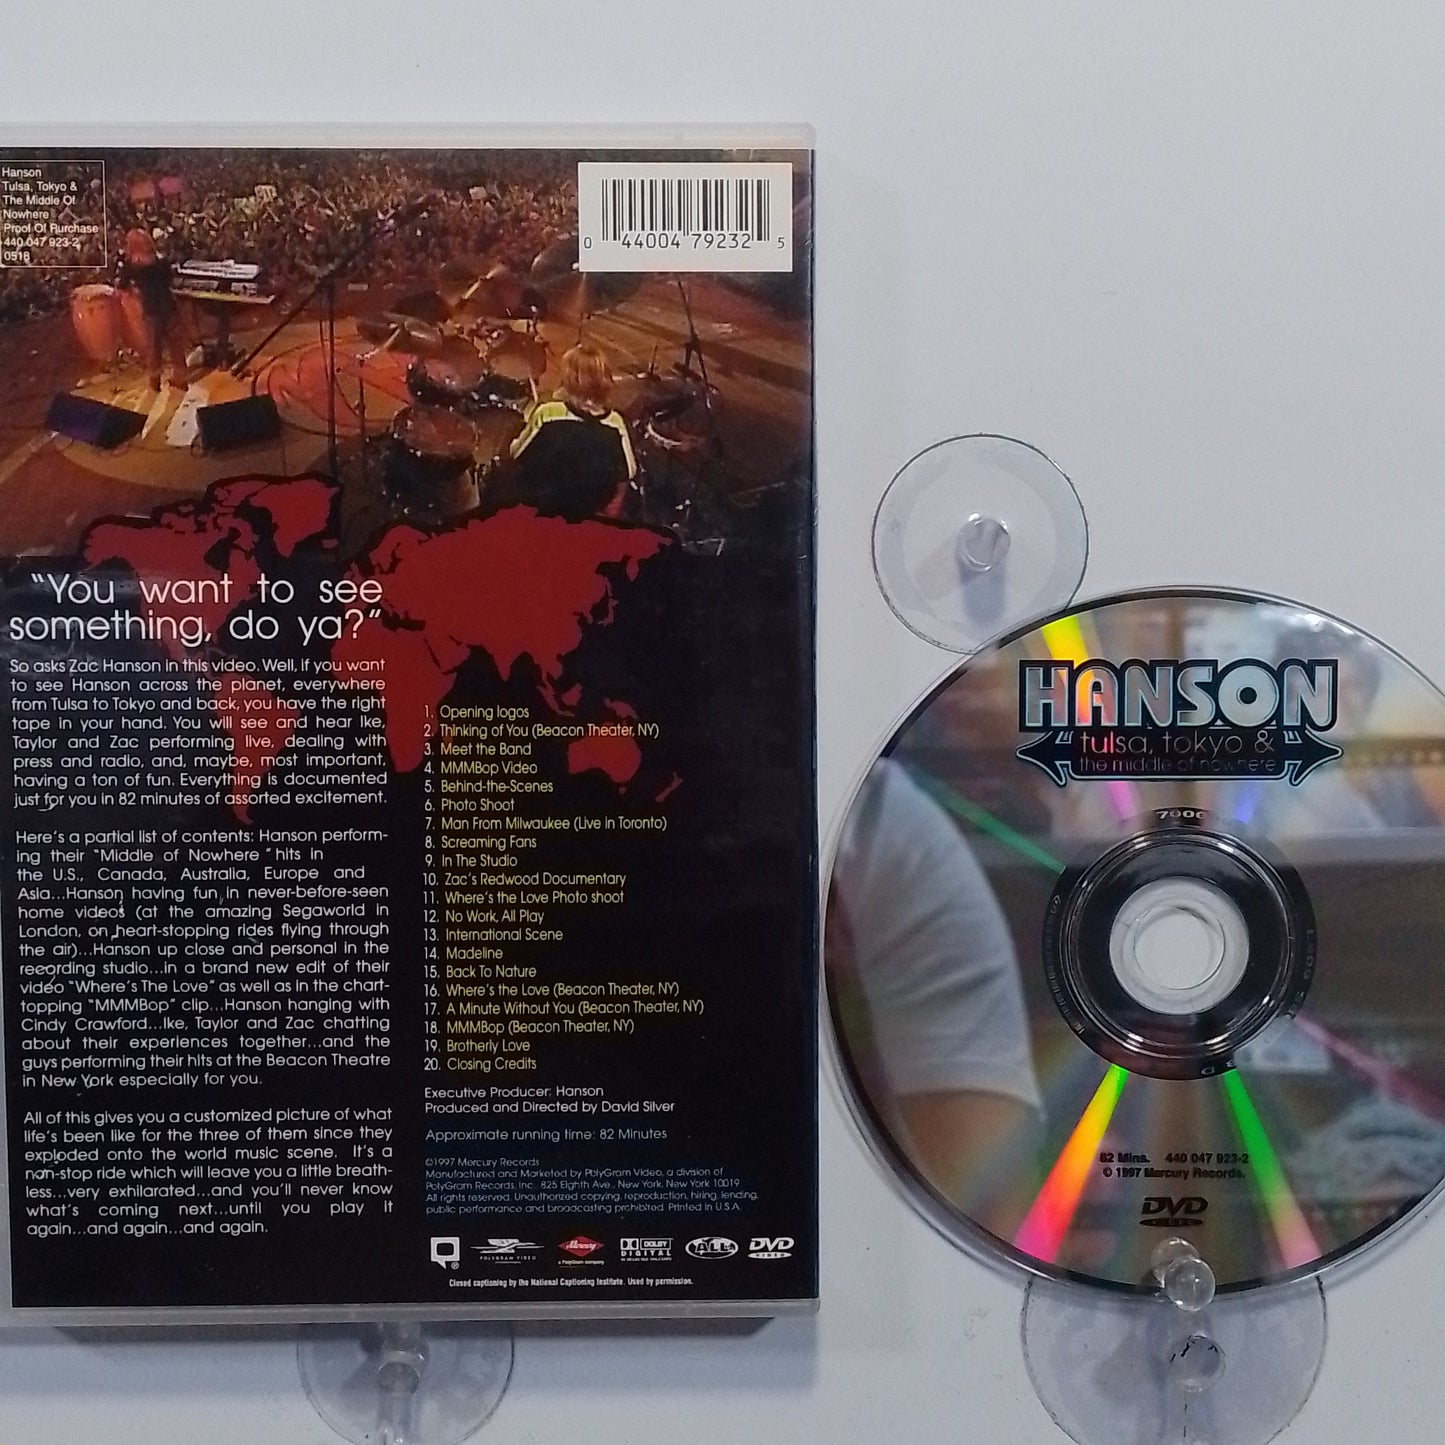 Hanson
Tulsa, Tokyo &
The Middle Of
Nowhere
Proof Of Purchase
440 047 923-2
0518
0 44004 79232 5
"You want to see
something, do ya?"
So asks Zac Hanson in this video. Well, if you want
to see Hanson across the planet, everywhere
from Tulsa to Tokyo and back, you have the right
tape in your hand. You will see and hear Ike,
Taylor and Zac performing live, dealing with
press and radio, and, maybe, most important,
having a ton of fun. Everything is documented
just for you in 82 minutes of assorted excitement.
Here's a partial list of contents: Hanson perform-
ing their "Middle of Nowhere " hits in
the U.S., Canada, Australia, Europe and
Asia...Hanson having fun in never-before-seen
home videos (at the amazing Segaworld in
London, on heart-stopping rides flying through
the air)...Hanson up close and personal in the
recording studio...in a brand new edit of their
video "Where's The Love" as well as in the chart-
topping "MMMBop" clip...Hanson hanging with
Cindy Crawford...Ike, Taylor and Zac chatting
about their experiences together...and the
guys performing their hits at the Beacon Theatre
in New York especially for you.
All of this gives you a customized picture of what
life's been like for the three of them since they
exploded onto the world music scene. It's a
non-stop ride which will leave you a little breath-
less...very exhilarated...and you'll never know
what's coming next...until you play it
again...and again...and again.
1. Opening logos
2. Thinking of You (Beacon Theater, NY)
3. Meet the Band
4. MMMBop Video
5. Behind-the-Scenes
6. Photo Shoot
7. Man From Milwaukee (Live in Toronto)
8. Screaming Fans
9. In The Studio
10. Zac's Redwood Documentary
11. Where's the Love Photo shoot
12. No Work, All Play
13. International Scene
14. Madeline
15. Back To Nature
16. Where's the Love (Beacon Theater, NY)
17. A Minute Without You (Beacon Theater, NY)
18. MMMBop (Beacon Theater, NY)
19. Brotherly Love
20. Closing Credits
Executive Producer: Hanson
Produced and Directed by David Silver
Approximate running time: 82 Minutes
©1997 Mercury Records
Manufactured and Marketed by PolyGram Video, a division of
PolyGram Records, Inc., 825 Eighth Ave., New York, New York 10019
All rights reserved. Unauthorized copying, reproduction, hiring, lending,
public performance and broadcasting prohibited. Printed in U.S.A.
POLYGRAM VIDEO
Mercury
a PolyGram company
DOLBY
DIGITAL
ALL
DVD
VIDEO
Closed captioning by the National Captioning Institute. Used by permission.
HANSON
tulsa, tokyo &
the middle of nowhere
82 Mins. 440 047 923-2
© 1997 Mercury Records.
DVD